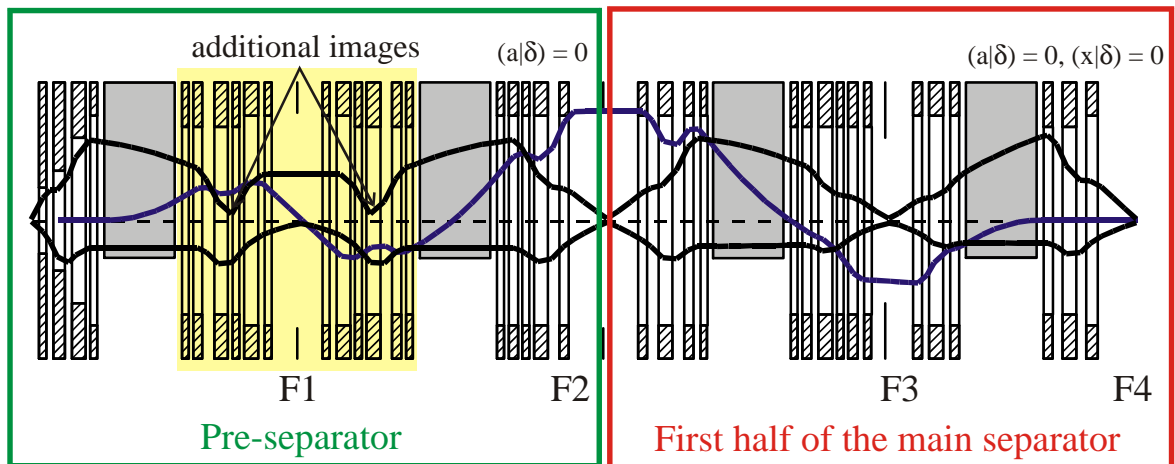 additional images
(a|δ) = 0
(a|δ) = 0, (x|δ) = 0
F1
F2
F3
F4
Pre-separator
First half of the main separator